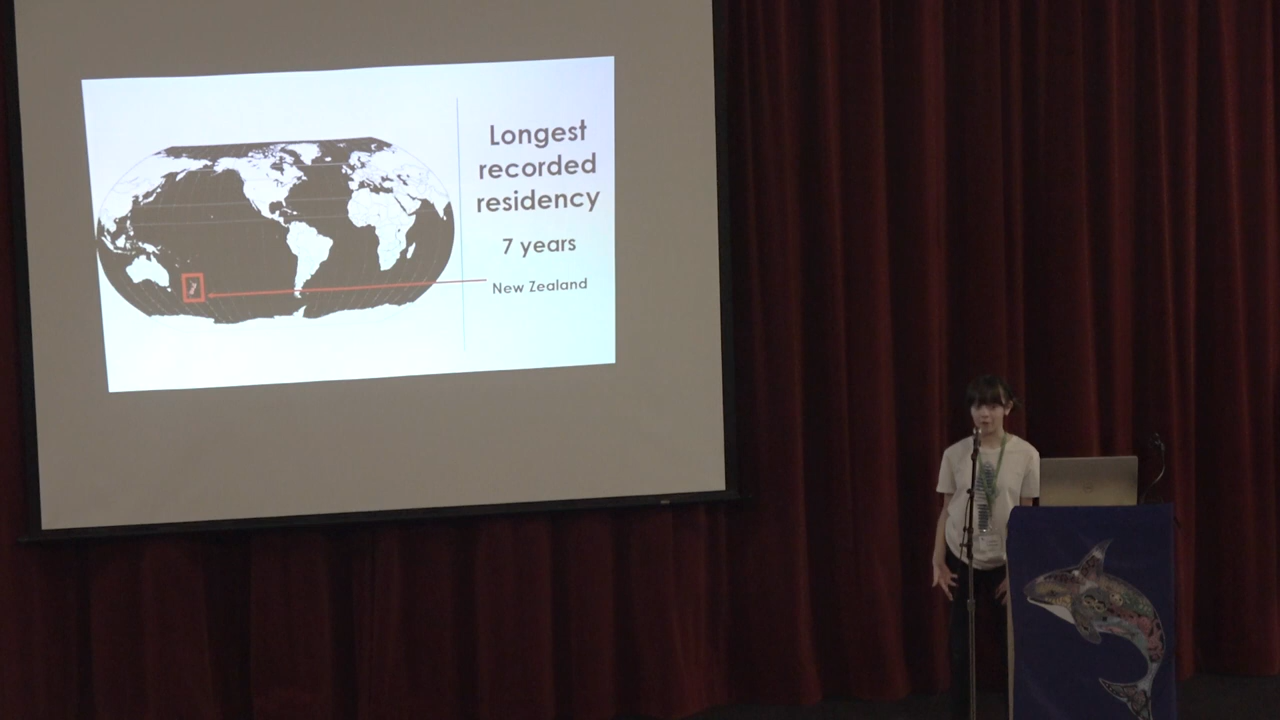 Longest
recorded
residency
7 years
New Zealand